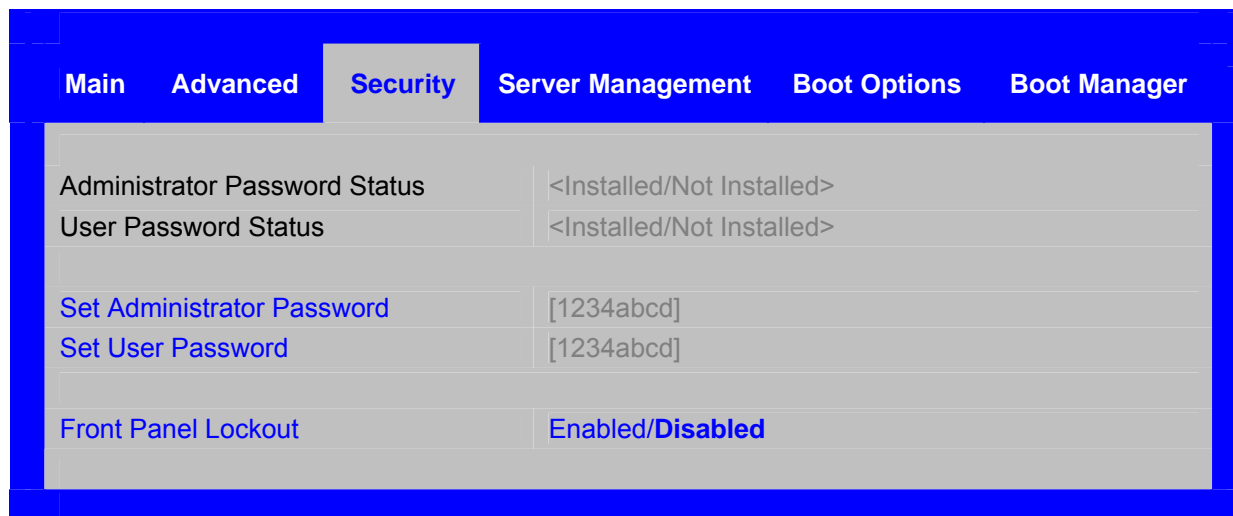 Main Advanced Security Server Management Boot Options Boot Manager
Administrator Password Status <Installed/Not Installed>
User Password Status <Installed/Not Installed>
Set Administrator Password [1234abcd]
Set User Password [1234abcd]
Front Panel Lockout Enabled/Disabled